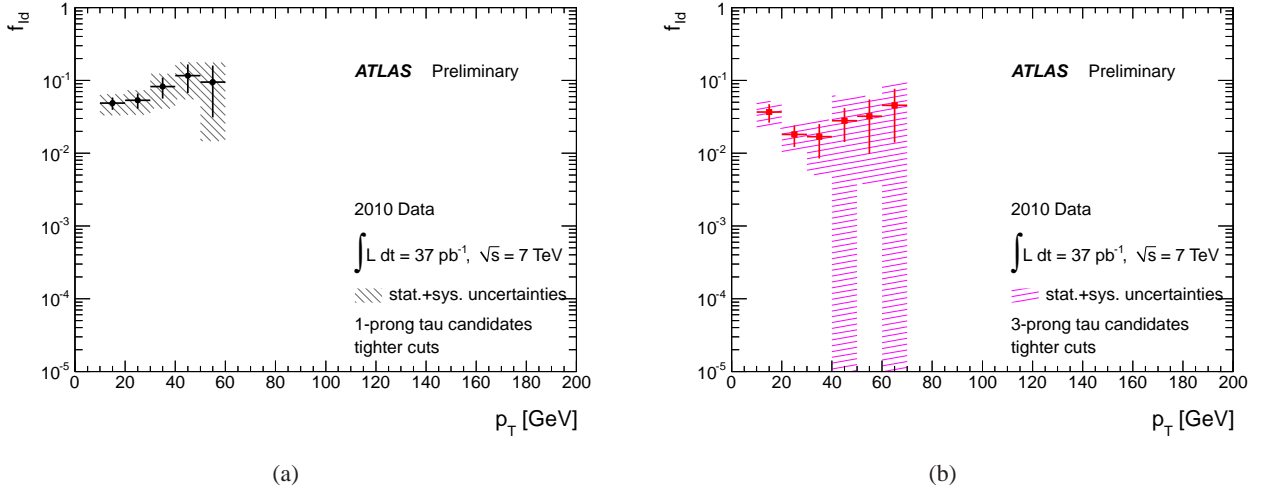 f_Id
1
10^-1
10^-2
10^-3
10^-4
10^-5
0 20 40 60 80 100 120 140 160 180 200
p_T [GeV]
ATLAS Preliminary
2010 Data
∫ L dt = 37 pb^-1, √s = 7 TeV
stat.+sys. uncertainties
1-prong tau candidates
tighter cuts
(a)
f_Id
1
10^-1
10^-2
10^-3
10^-4
10^-5
0 20 40 60 80 100 120 140 160 180 200
p_T [GeV]
ATLAS Preliminary
2010 Data
∫ L dt = 37 pb^-1, √s = 7 TeV
stat.+sys. uncertainties
3-prong tau candidates
tighter cuts
(b)